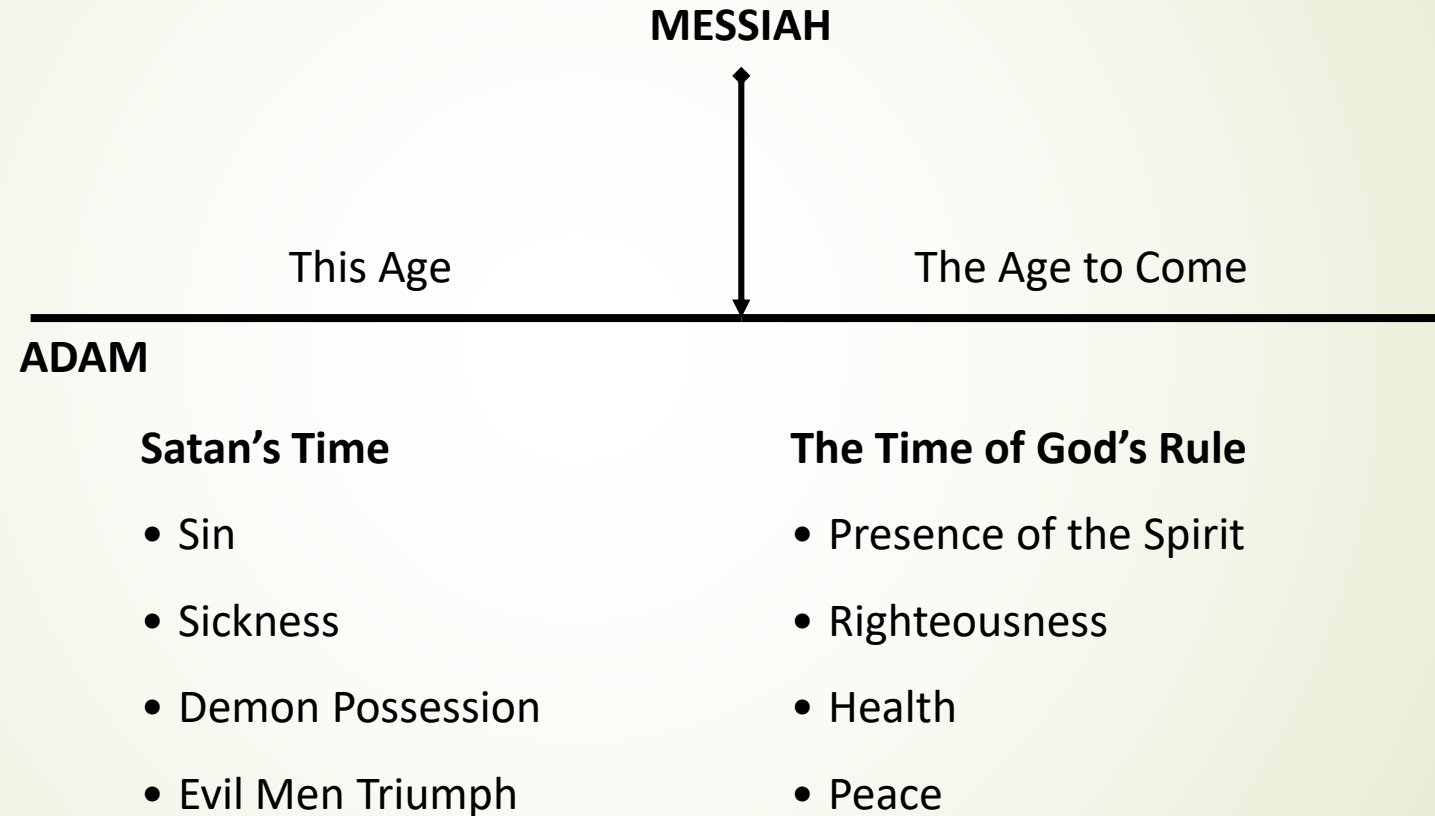 MESSIAH
This Age
The Age to Come
ADAM
Satan’s Time
• Sin
• Sickness
• Demon Possession
• Evil Men Triumph
The Time of God’s Rule
• Presence of the Spirit
• Righteousness
• Health
• Peace